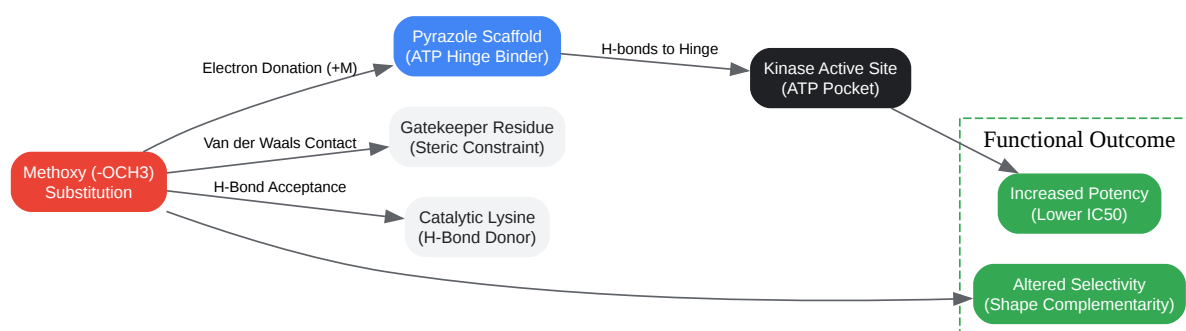 Pyrazole Scaffold
(ATP Hinge Binder)
H-bonds to Hinge
Electron Donation (+M)
Kinase Active Site
(ATP Pocket)
Gatekeeper Residue
(Steric Constraint)
Van der Waals Contact
Functional Outcome
Methoxy (-OCH3)
Substitution
H-Bond Acceptance
Increased Potency
(Lower IC50)
Catalytic Lysine
(H-Bond Donor)
Altered Selectivity
(Shape Complementarity)